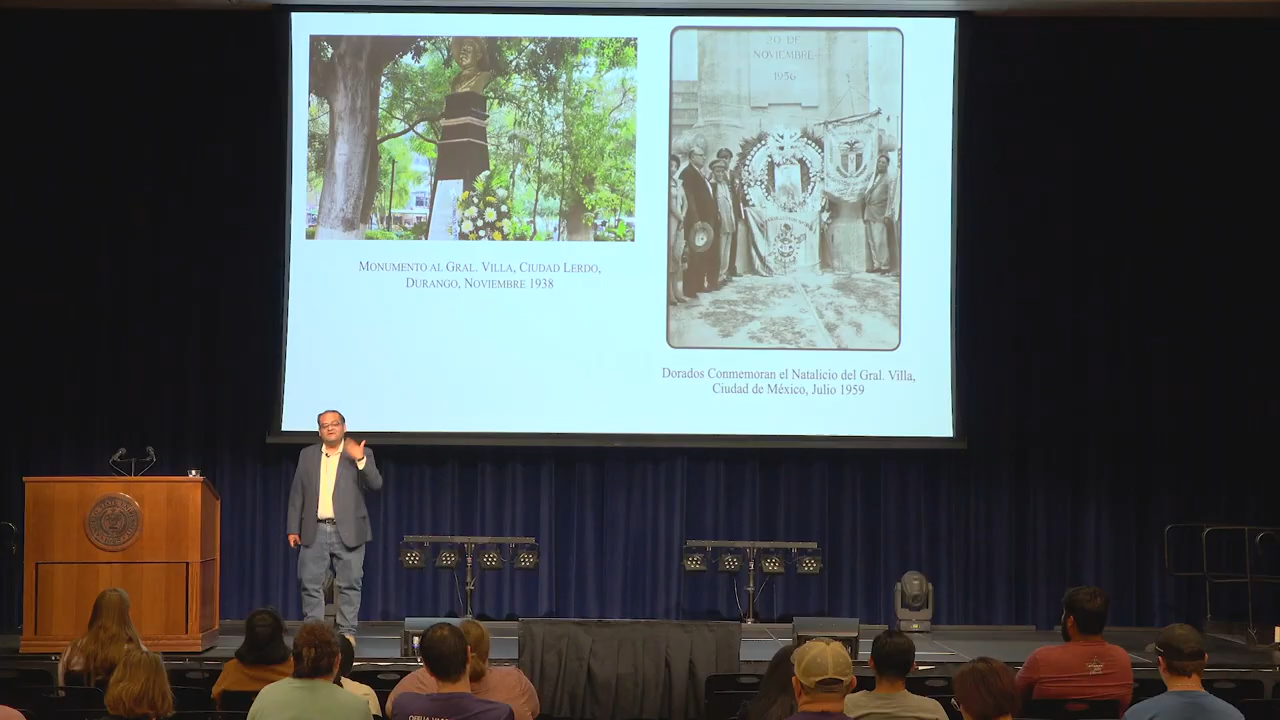 MONUMENTO AL GRAL. VILLA, CIUDAD LERDO,
DURANGO, NOVIEMBRE 1938
20 DE
NOVIEMBRE
1936
Dorados Conmemoran el Natalicio del Gral. Villa,
Ciudad de México, Julio 1959